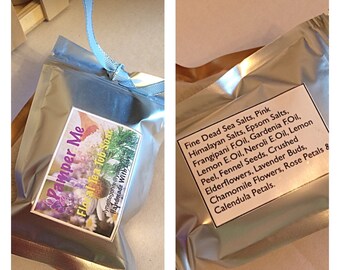 Pamper Me
Fine Dead Sea Salts, Pink
Himalayan Salts, Epsom Salts,
Frangipani F.Oil, Gardenia F.Oil,
Lemon E.Oil, Neroli E.Oil, Lemon
Peel, Fennel Seeds, Crushed
Elderflowers, Lavender Buds,
Chamomile Flowers, Rose Petals &
Calendula Petals.